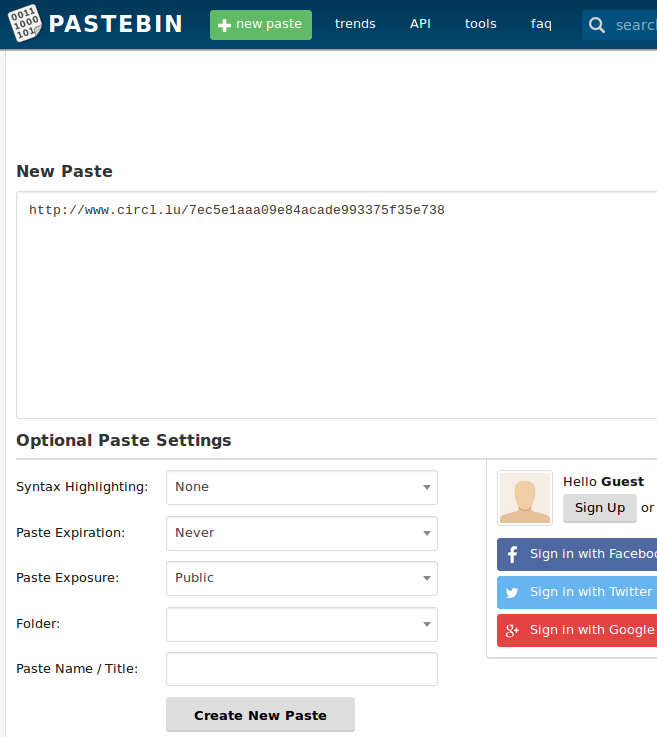 0011
1000
101
PASTEBIN
new paste
trends
API
tools
faq
New Paste
http://www.circl.lu/7ec5e1aaa09e84acade993375f35e738
Optional Paste Settings
Syntax Highlighting: None
Paste Expiration: Never
Paste Exposure: Public
Folder:
Paste Name / Title:
Create New Paste
Hello Guest
Sign Up or
Sign in with
Sign in with Twitter
Sign in with Google